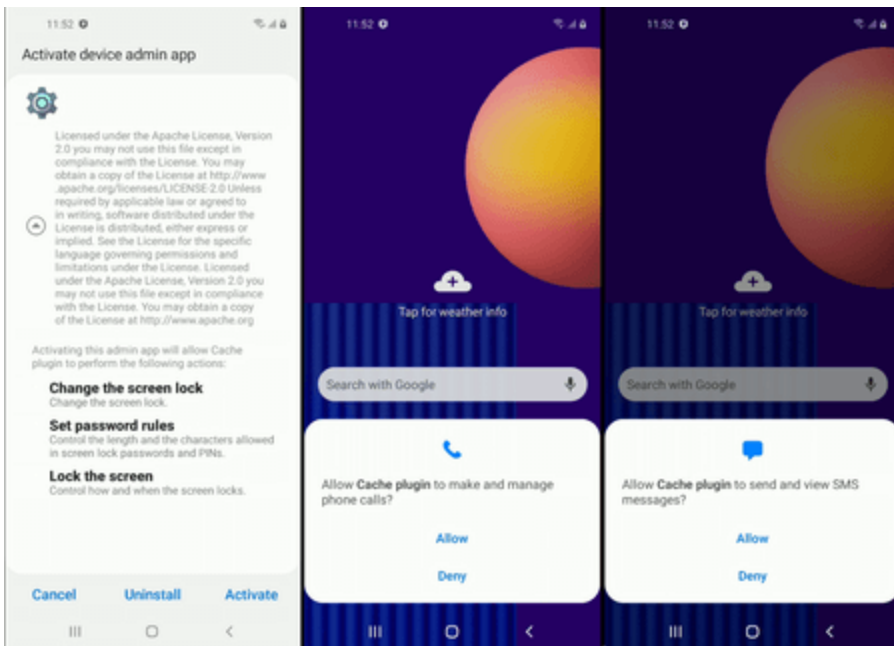 11:52
Activate device admin app
Licensed under the Apache License, Version
2.0 you may not use this file except in
compliance with the License. You may
obtain a copy of the License at http://www
.apache.org/licenses/LICENSE-2.0 Unless
required by applicable law or agreed to
in writing, software distributed under the
License is distributed, either express or
implied. See the License for the specific
language governing permissions and
limitations under the License. Licensed
under the Apache License, Version 2.0 you
may not use this file except in compliance
with the License. You may obtain a copy
of the License at http://www.apache.org
Activating this admin app will allow Cache
plugin to perform the following actions:
Change the screen lock
Change the screen lock.
Set password rules
Control the length and the characters allowed
in screen lock passwords and PINs.
Lock the screen
Control how and when the screen locks.
Cancel Uninstall Activate
11:52
Tap for weather info
Search with Google
Allow Cache plugin to make and manage
phone calls?
Allow
Deny
11:52
Tap for weather info
Search with Google
Allow Cache plugin to send and view SMS
messages?
Allow
Deny